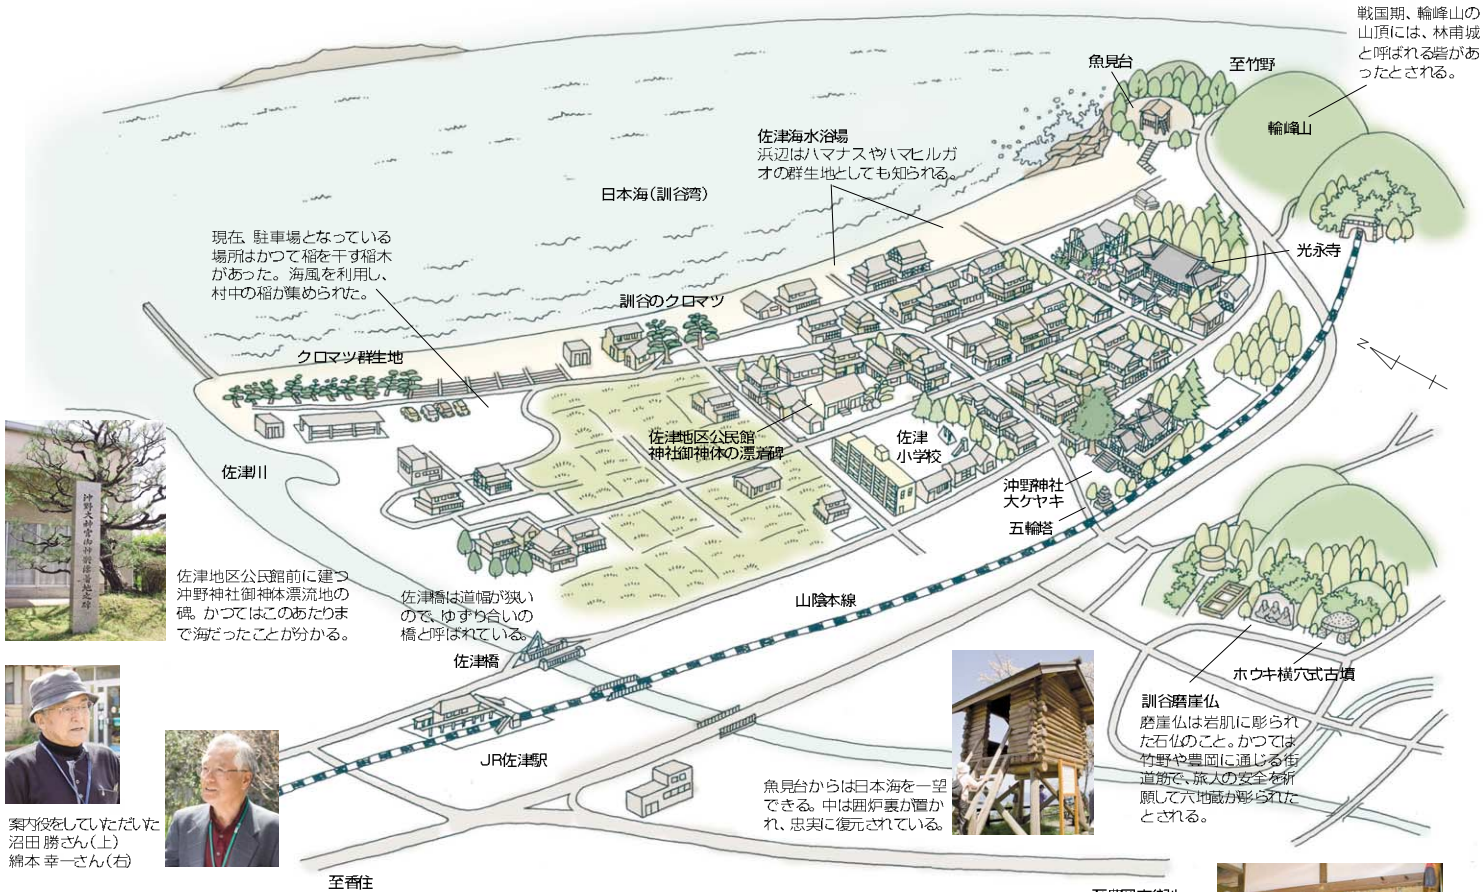 戦国期、輪峰山の
山頂には、林甫城
と呼ばれる砦があ
ったとされる。
魚見台
至竹野
輪峰山
佐津海水浴場
浜辺はハマナスやハマヒルガ
オの群生地としても知られる。
日本海(訓谷湾)
現在、駐車場となっている
場所はかつて稲を干す稲木
があった。海風を利用し、
村中の稲が集められた。
光永寺
訓谷のクロマツ
クロマツ群生地
N
佐津地区公民館
神社御神体の漂着碑
佐津
小学校
佐津川
沖野神社
大ケヤキ
五輪塔
佐津地区公民館前に建つ
沖野神社御神体漂流地の
碑。かつてはこのあたりま
で海だったことが分かる。
佐津橋は道幅が狭い
ので、ゆずり合いの
橋と呼ばれている。
山陰本線
佐津橋
ホウキ横穴式古墳
訓谷磨崖仏
磨崖仏は岩肌に彫られ
た石仏のこと。かつては
竹野や豊岡に通じる街
道筋で、旅人の安全を祈
願して六地蔵が彫られた
とされる。
JR佐津駅
魚見台からは日本海を一望
できる。中は囲炉裏が置か
れ、忠実に復元されている。
案内役をしていただいた
沼田 勝さん(上)
綿本 幸一さん(右)
至香住